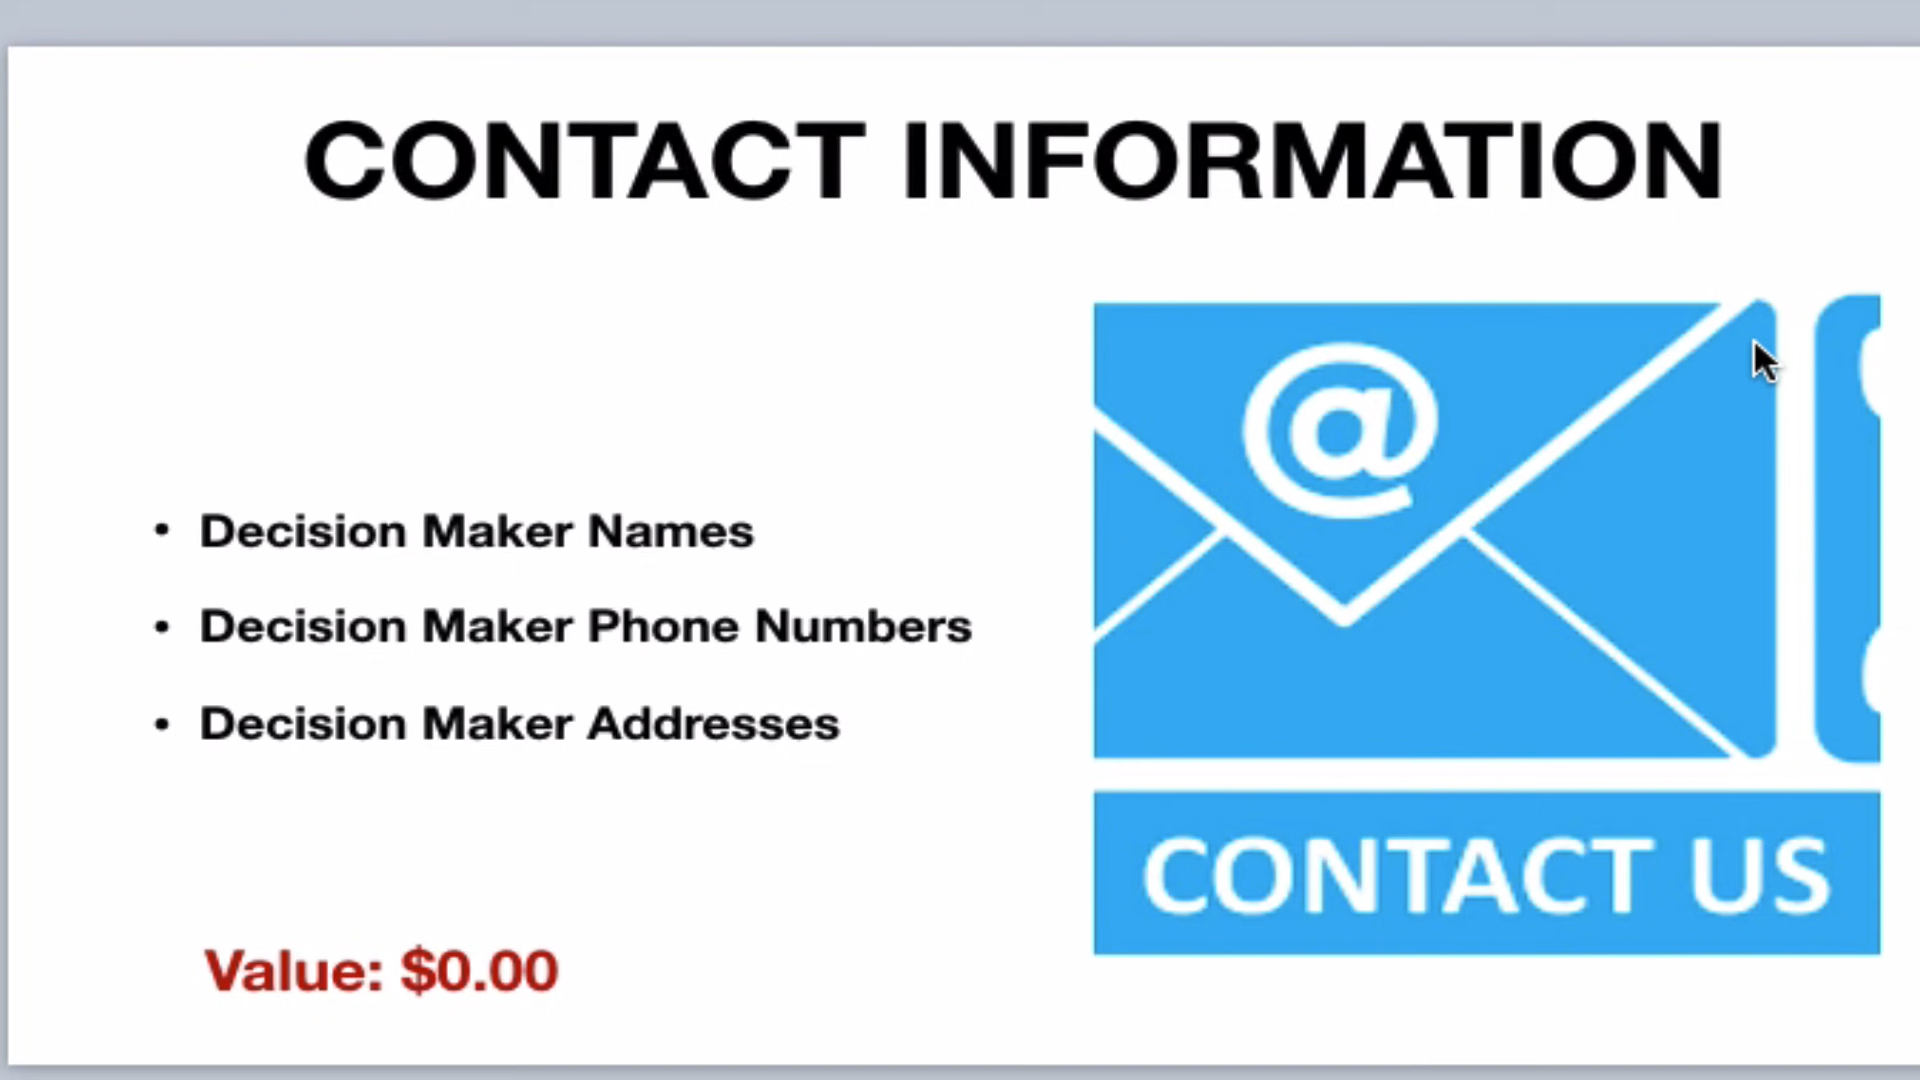 CONTACT INFORMATION
• Decision Maker Names
• Decision Maker Phone Numbers
• Decision Maker Addresses
Value: $0.00
@
CONTACT US